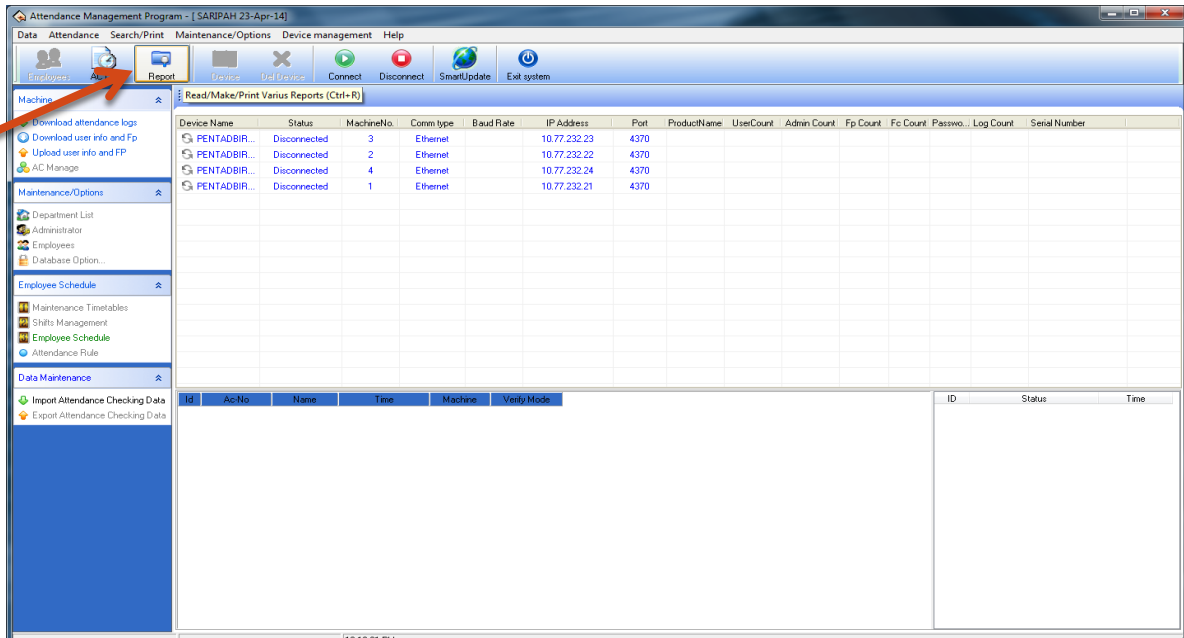 Attendance Management Program - [ SARIPAH 23-Apr-14]
Data Attendance Search/Print Maintenance/Options Device management Help
Employees Report Device Del Device Connect Disconnect SmartUpdate Exit system
Read/Make/Print Varius Reports (Ctrl+R)
Machine
Download attendance logs
Download user info and Fp
Upload user info and FP
AC Manage
Maintenance/Options
Department List
Administrator
Employees
Database Option...
Employee Schedule
Maintenance Timetables
Shifts Management
Employee Schedule
Attendance Rule
Data Maintenance
Import Attendance Checking Data
Export Attendance Checking Data
Device Name Status MachineNo. Comm type Baud Rate IP Address Port ProductName UserCount Admin Count Fp Count Fc Count Passwo... Log Count Serial Number
PENTADBIR... Disconnected 3 Ethernet 10.77.232.23 4370
PENTADBIR... Disconnected 2 Ethernet 10.77.232.22 4370
PENTADBIR... Disconnected 4 Ethernet 10.77.232.24 4370
PENTADBIR... Disconnected 1 Ethernet 10.77.232.21 4370
Id Ac-No Name Time Machine Verify Mode
ID Status Time